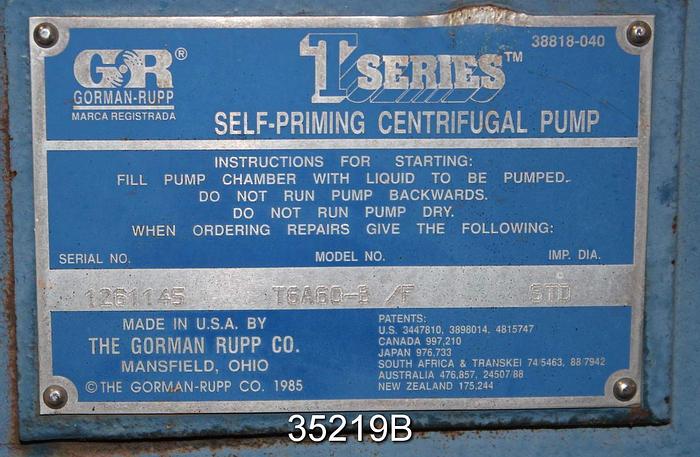 GR®
GORMAN-RUPP
MARCA REGISTRADA
T SERIES™
38818-040
SELF-PRIMING CENTRIFUGAL PUMP
INSTRUCTIONS FOR STARTING:
FILL PUMP CHAMBER WITH LIQUID TO BE PUMPED.
DO NOT RUN PUMP BACKWARDS.
DO NOT RUN PUMP DRY.
WHEN ORDERING REPAIRS GIVE THE FOLLOWING:
SERIAL NO. MODEL NO. IMP. DIA.
1261145 T6A60-B /F STD
MADE IN U.S.A. BY
THE GORMAN RUPP CO.
MANSFIELD, OHIO
© THE GORMAN-RUPP CO. 1985
PATENTS:
U.S. 3447810, 3898014, 4815747
CANADA 997,210
JAPAN 976,733
SOUTH AFRICA & TRANSKEI 74/5463, 88/7942
AUSTRALIA 476,857, 24507/88
NEW ZEALAND 175,244
35219B